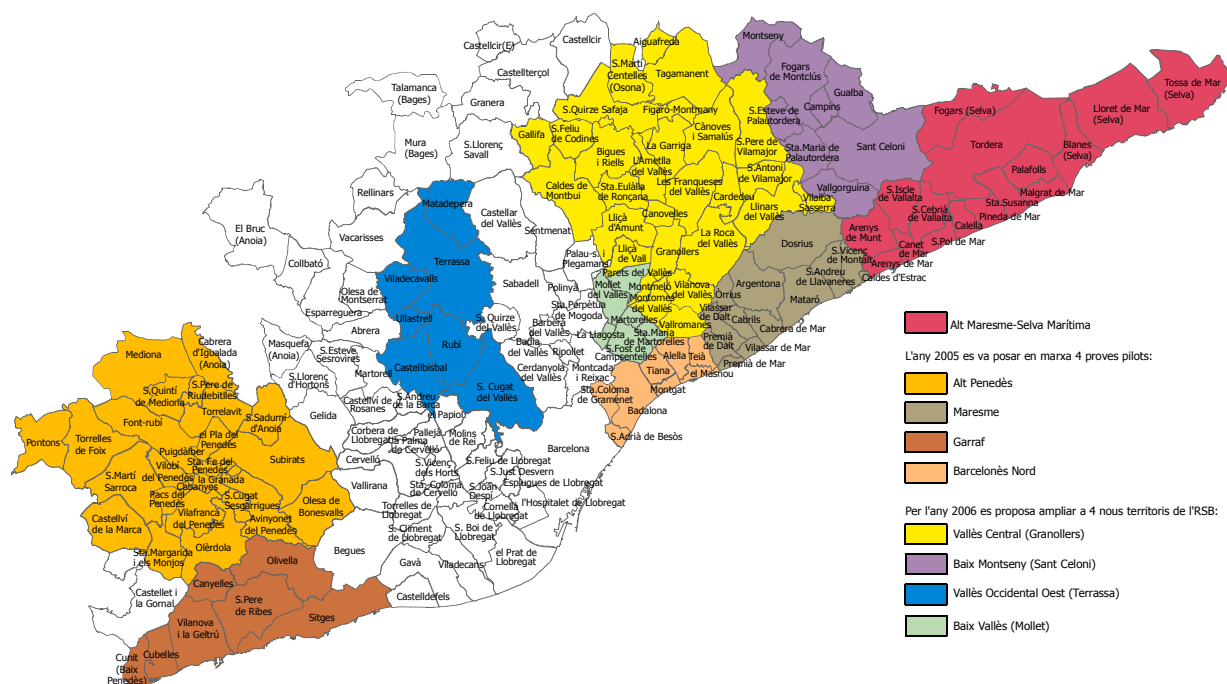 Castellcir(E)
Castellcir
Aiguafreda
Montseny
Castellterçol
S.Martí
Centelles
(Osona)
Tagamanent
Fogars
de Montclús
Tossa de Mar
(Selva)
Talamanca
(Bages)
Granera
S.Quirze Safaja
Figaró-Montmany
Gualba
Campins
Fogars (Selva)
Lloret de Mar
(Selva)
Gallifa
S.Feliu
de Codines
Cànoves
i Samalús
S.Esteve de
Palautordera
Mura
(Bages)
S.Llorenç
Savall
Bigues
i Riells
La Garriga
S.Pere de
Vilamajor
Sta.Maria de
Palautordera
Sant Celoni
Tordera
Blanes
(Selva)
L'Ametlla
del Vallès
Palafolls
Rellinars
Matadepera
Caldes de
Montbui
Sta.Eulàlla
de Ronçana
Les Franqueses
del Vallès
Cardedeu
S.Antoni
de Vilamajor
Vallgorguina
S.Iscle
de Vallalta
Malgrat de Mar
Sta.Susanna
El Bruc
(Anoia)
Vacarisses
Castellar
del Vallès
Sentmenat
Lliçà
d'Amunt
Canovelles
Llinars
del Vallès
Vilalba
Sasserra
S.Cebrià
de Vallalta
Pineda de Mar
Calella
Collbató
Terrassa
Palau-s. i
Plegamans
Lliçà
de Vall
Granollers
La Roca
del Vallès
Dosrius
S.Vicenç
de Montalt
Arenys
de Munt
Canet
de Mar
S.Pol de Mar
Arenys de Mar
Caldes d'Estrac
Viladecavalls
Olesa de
Montserrat
Sabadell
Polinyà
Parets del Vallès
Mollet
del Vallès
Montmeló
Montornès
del Vallès
Vilanova
del Vallès
Orrius
Argentona
S.Andreu
de Llavaneres
Mataró
Esparreguera
Ullastrell
S. Quirze
del Vallès
Sta.Perpètua
de Mogoda
Martorelles
Vilassar
de Dalt
Cabrils
Cabrera de Mar
Abrera
Rubí
Barberà
del Vallès
Badia
del Vallès
La Llagosta
Sta.Maria
de Martorelles
Vallromanes
Premià
de Dalt
Vilassar de Mar
Premià de Mar
Mediona
Cabrera
d'Igualada
(Anoia)
Masquefa
(Anoia)
S.Esteve
Sesrovires
Martorell
Castellbisbal
Ripollet
Cerdanyola
del Vallès
S.Fost de
Campsentelles
Alella
Teià
el Masnou
Tiana
Montgat
Montcada
i Reixac
S.Quintí
de Mediona
S.Pere de
Riudebitlles
S.Llorenç
d'Hortons
S. Cugat
del Vallès
Sta.Coloma
de Gramenet
Badalona
S.Adrià de Besòs
Font-rubí
Torrelavit
S.Sadurní
d'Anoia
Gelida
Castellví de
Rosanes
S.Andreu
de la Barca
el Papiol
Pontons
Torrelles
de Foix
el Pla del
Penedès
Corbera de
Llobregat
Pallejà
la Palma
de Cervelló
Molins
de Rei
Barcelona
Puigdàlber
Vilobí
del Penedès
Sta. Fe del
Penedès
la Granada
Subirats
Cervelló
S.Vicenç
dels Horts
S.Feliu de Llobregat
S.Just Desvern
Esplugues de Llobregat
S.Martí
Sarroca
Cabanyes
Pacs del
Penedès
S.Cugat
Sesgarrigues
Olesa de
Bonesvalls
Vallirana
Sta. Coloma
de Cervelló
S.Joan
Despí
Cornellà
de Llobregat
l'Hospitalet de Llobregat
Castellví
de la Marca
Vilafranca
del Penedès
Avinyonet
del Penedès
Torrelles de
Llobregat
S. Climent
de Llobregat
S. Boi de
Llobregat
el Prat de
Llobregat
Sta.Margarida
i els Monjos
Olèrdola
Olivella
Begues
Gavà
Viladecans
Castelldefels
Castellet i
la Gornal
Canyelles
S.Pere
de Ribes
Sitges
Vilanova
i la Geltrú
Cubelles
Cunit
(Baix
Penedès)
Alt Maresme-Selva Marítima
L'any 2005 es va posar en marxa 4 proves pilots:
Alt Penedès
Maresme
Garraf
Barcelonès Nord
Per l'any 2006 es proposa ampliar a 4 nous territoris de l'RSB:
Vallès Central (Granollers)
Baix Montseny (Sant Celoni)
Vallès Occidental Oest (Terrassa)
Baix Vallès (Mollet)